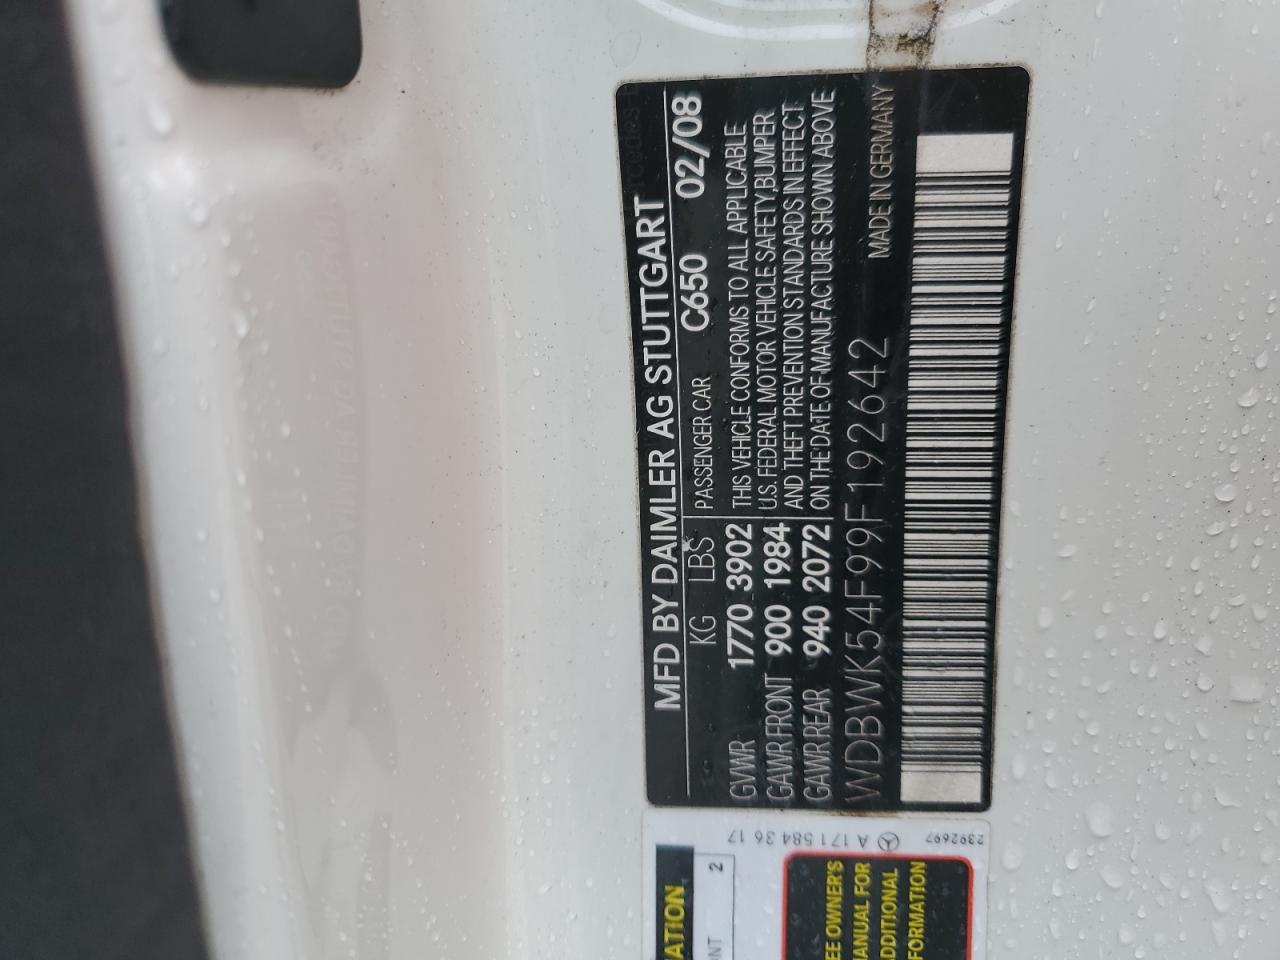 MFD BY DAIMLER AG STUTTGART
KG LBS PASSENGER CAR C650 02/08
GVWR 1770 3902 THIS VEHICLE CONFORMS TO ALL APPLICABLE
GAWR FRONT 900 1984 U.S. FEDERAL MOTOR VEHICLE SAFETY,BUMPER
AND THEFT PREVENTION STANDARDS IN EFFECT
GAWR REAR 940 2072 ON THE DATE OF MANUFACTURE SHOWN ABOVE
WDBWK54F99F192642 MADE IN GERMANY
A 171 584 36 17
2392697
2
EE OWNER'S
ANUAL FOR
ADDITIONAL
FORMATION